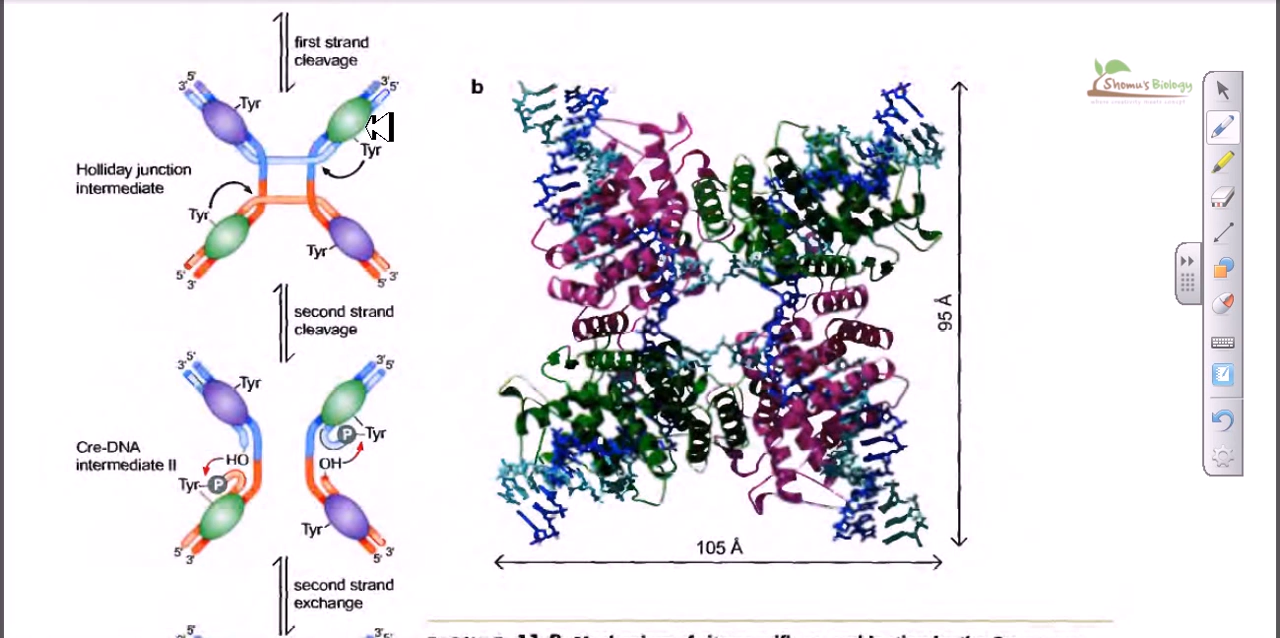 first strand
cleavage
b
Shomu's Biology
5'
3'
3'
5'
Tyr
Tyr
Holliday junction
intermediate
Tyr
Tyr
5'
3'
5'
3'
95 Å
second strand
cleavage
5'
3'
3'
5'
Tyr
P
Tyr
Cre-DNA
intermediate II
HO
OH
Tyr
P
Tyr
5'
3'
5'
3'
105 Å
second strand
exchange
5'
3'